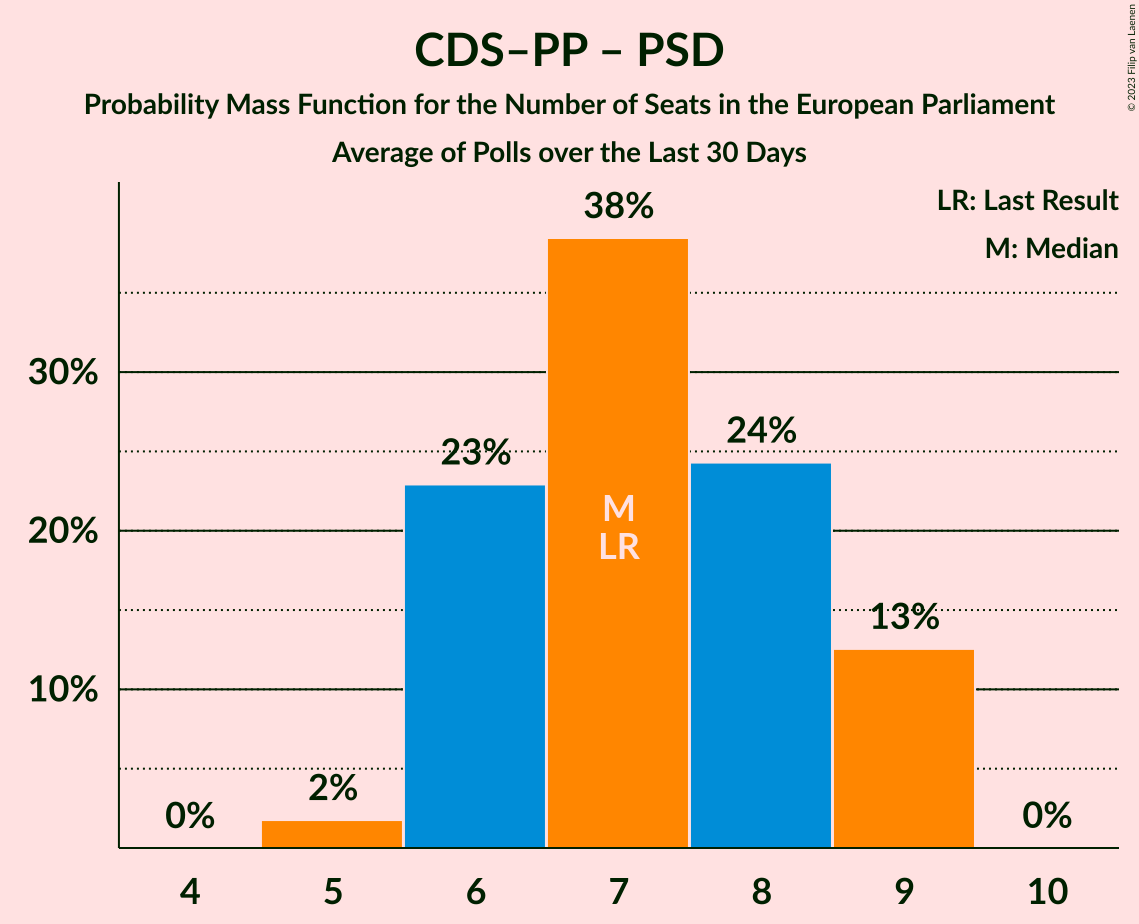 CDS–PP – PSD
Probability Mass Function for the Number of Seats in the European Parliament
Average of Polls over the Last 30 Days
© 2023 Filip van Laenen
LR: Last Result
M: Median
38%
30%
24%
23%
M
LR
20%
13%
10%
2%
0%
0%
4 5 6 7 8 9 10